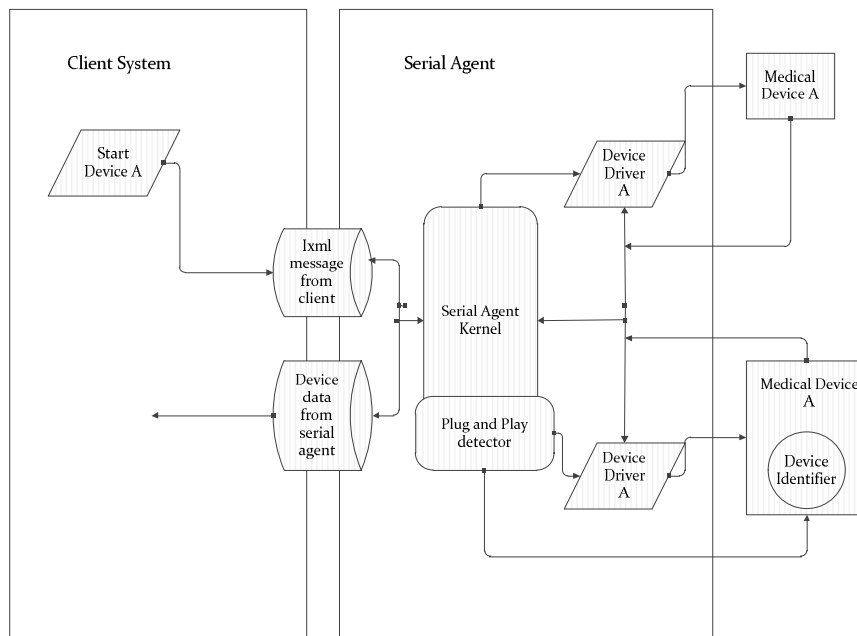 Client System
Serial Agent
Medical
Device A
Start
Device A
Device
Driver
A
Ixml
message
from
client
Serial Agent
Kernel
Device
data
from
serial
agent
Plug and Play
detector
Device
Driver
A
Medical Device
A
Device
Identifier